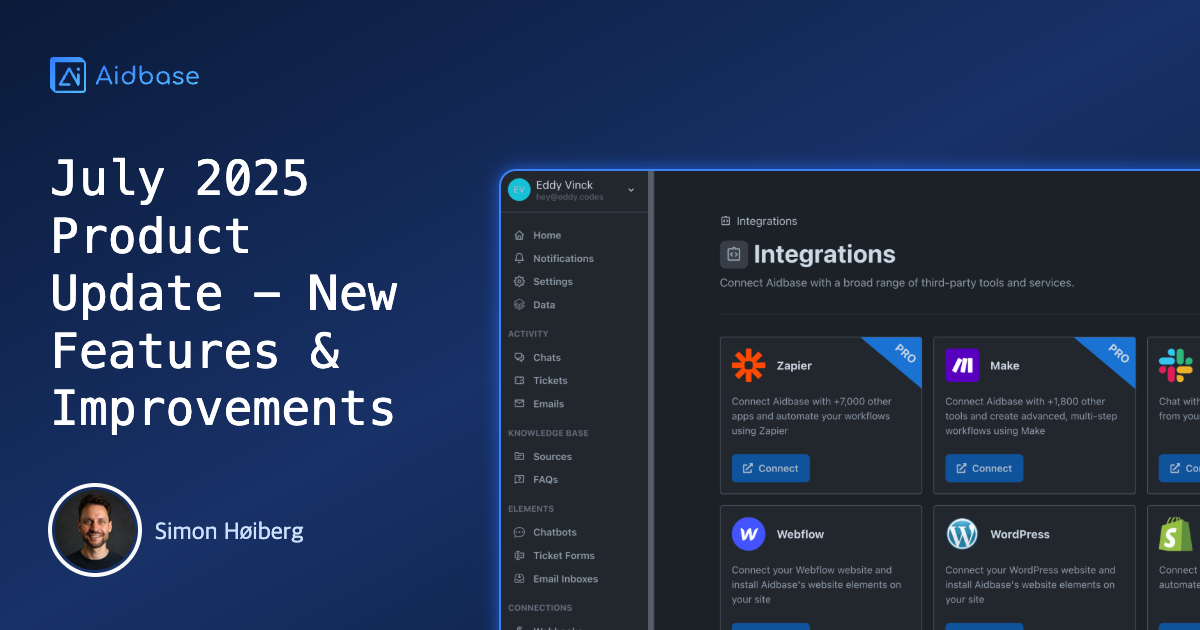 Aidbase
July 2025
Product
Update – New
Features &
Improvements
Simon Høiberg
EV
Eddy Vinck
hey@eddy.codes
Home
Notifications
Settings
Data
ACTIVITY
Chats
Tickets
Emails
KNOWLEDGE BASE
Sources
FAQs
ELEMENTS
Chatbots
Ticket Forms
Email Inboxes
CONNECTIONS
Integrations
Integrations
Connect Aidbase with a broad range of third-party tools and services.
Zapier
PRO
Connect Aidbase with +7,000 other
apps and automate your workflows
using Zapier
Connect
Make
PRO
Connect Aidbase with +1,800 other
tools and create advanced, multi-step
workflows using Make
Connect
Chat with
from you
Co
Webflow
Connect your Webflow website and
install Aidbase's website elements on
your site
WordPress
Connect your WordPress website and
install Aidbase's website elements on
your site
Connect
automate